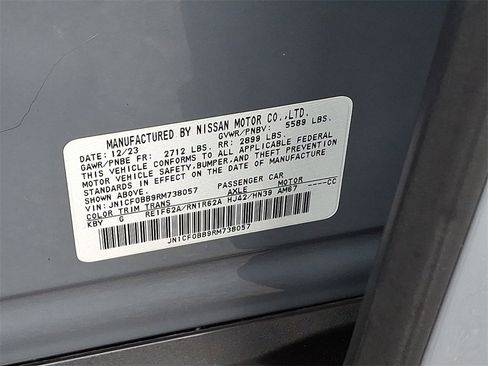 MANUFACTURED BY NISSAN MOTOR CO.,LTD.
DATE: 12/23 GVWR/PNBV: 5589 LBS.
GAWR/PNBE FR: 2712 LBS. RR: 2899 LBS.
THIS VEHICLE CONFORMS TO ALL APPLICABLE FEDERAL
MOTOR VEHICLE SAFETY,BUMPER,AND THEFT PREVENTION
STANDARDS IN EFFECT ON THE DATE OF MANUFACTURE
SHOWN ABOVE.
VIN: JN1CF0BB9RM738057 PASSENGER CAR
COLOR TRIM TRANS AXLE MOTOR -----CC
KBY G RE1F62A/RN1R62A HJ42/HN39 AM67
JN1CF0BB9RM738057